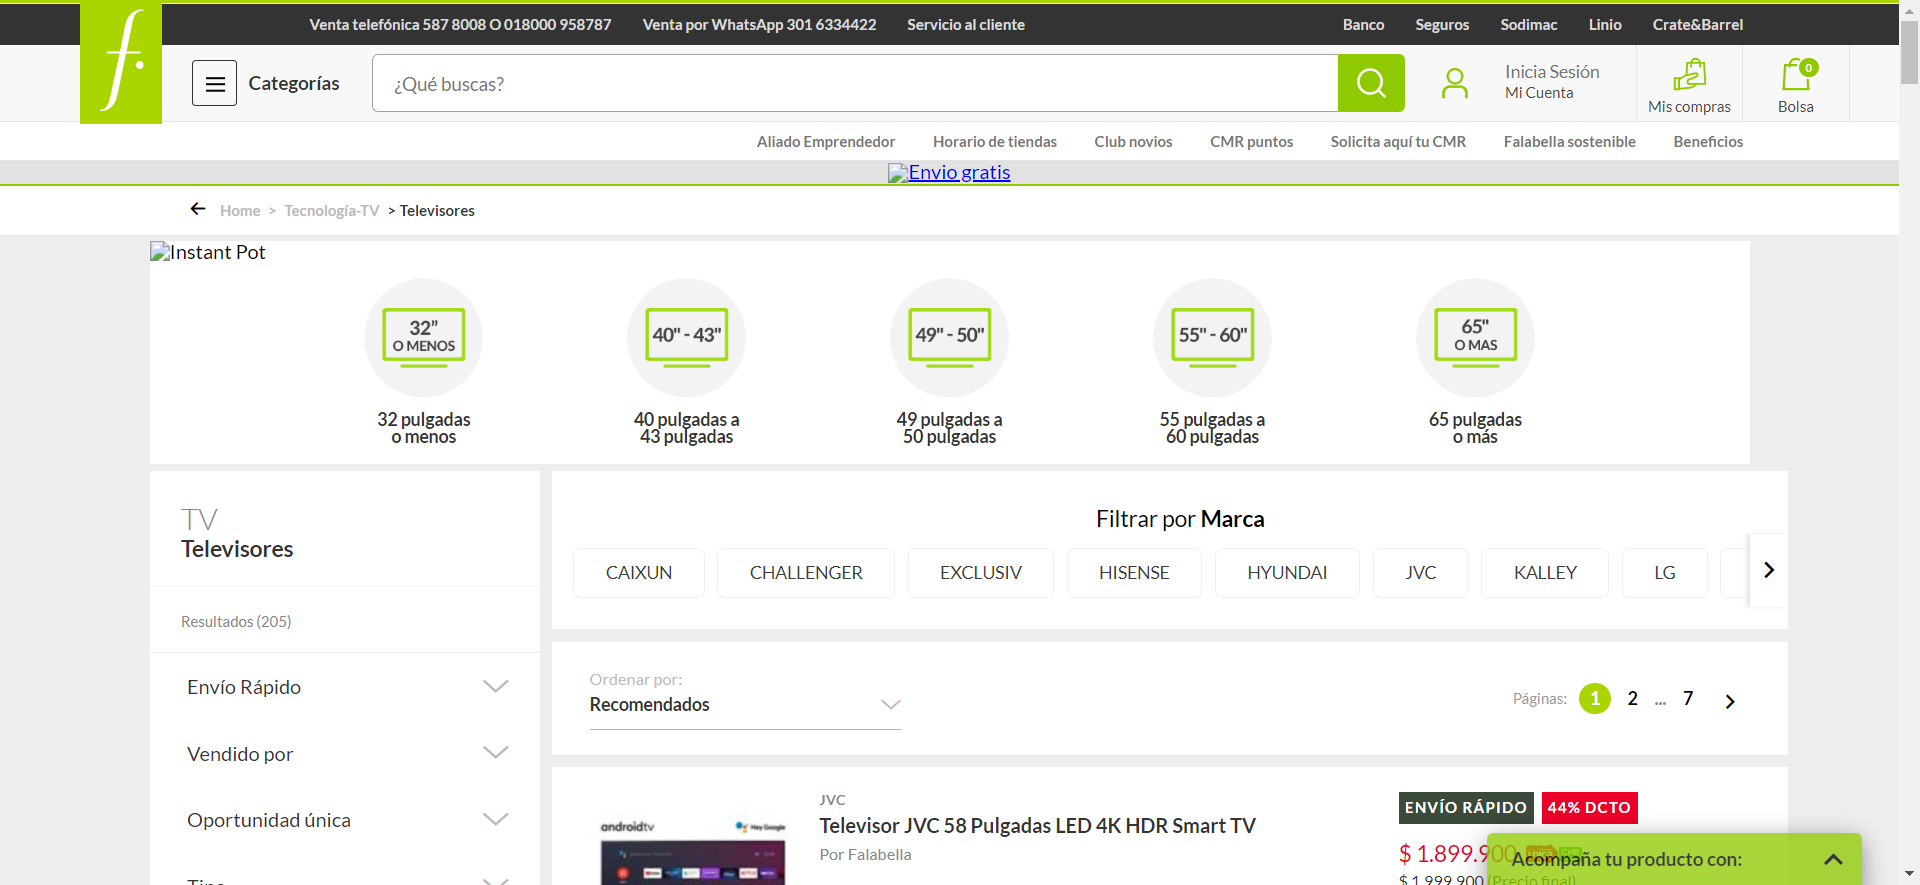 Venta telefónica 587 8008 O 018000 958787 Venta por WhatsApp 301 6334422 Servicio al cliente Banco Seguros Sodimac Linio Crate&Barrel
f.
Categorías
¿Qué buscas?
Inicia Sesión
Mi Cuenta
Mis compras
0
Bolsa
Aliado Emprendedor Horario de tiendas Club novios CMR puntos Solicita aquí tu CMR Falabella sostenible Beneficios
Envio gratis
Home > Tecnología-TV > Televisores
Instant Pot
32” O MENOS
40" - 43"
49" - 50"
55" - 60"
65" O MAS
32 pulgadas
o menos
40 pulgadas a
43 pulgadas
49 pulgadas a
50 pulgadas
55 pulgadas a
60 pulgadas
65 pulgadas
o más
TV
Televisores
Resultados (205)
Envío Rápido
Vendido por
Oportunidad única
Tipo
Filtrar por Marca
CAIXUN CHALLENGER EXCLUSIV HISENSE HYUNDAI JVC KALLEY LG
Ordenar por:
Recomendados
Páginas: 1 2 ... 7
androidtv Hey Google
JVC
Televisor JVC 58 Pulgadas LED 4K HDR Smart TV
Por Falabella
ENVÍO RÁPIDO 44% DCTO
$ 1.899.900
$ 1.999.900 (Precio final)
Acompaña tu producto con: